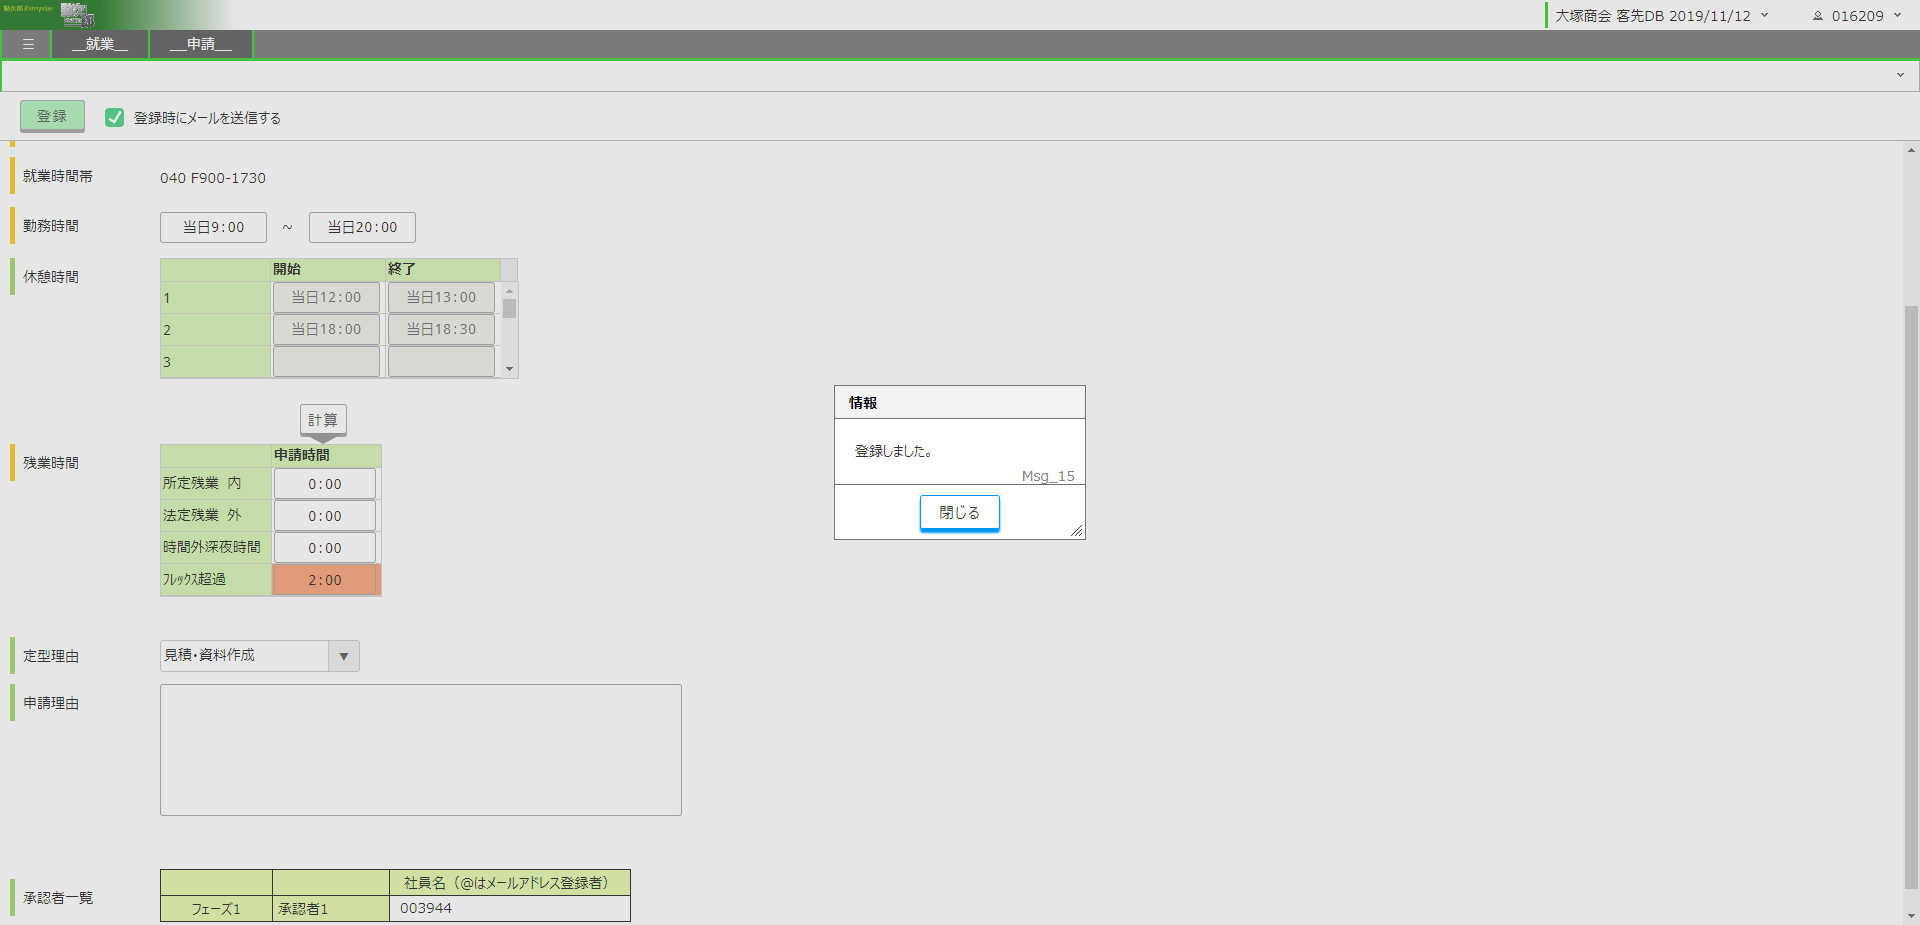 勤次郎 Enterprise
大塚商会 客先DB 2019/11/12
016209
__就業__
__申請__
登録
登録時にメールを送信する
就業時間帯
040 F900-1730
勤務時間
当日9:00 ～ 当日20:00
休憩時間
開始 終了
1 当日12:00 当日13:00
2 当日18:00 当日18:30
3
計算
残業時間
申請時間
所定残業 内 0:00
法定残業 外 0:00
時間外深夜時間 0:00
ﾌﾚｯｸｽ超過 2:00
定型理由
見積・資料作成
申請理由
承認者一覧
社員名（@はメールアドレス登録者）
フェーズ1 承認者1 003944
情報
登録しました。
Msg_15
閉じる